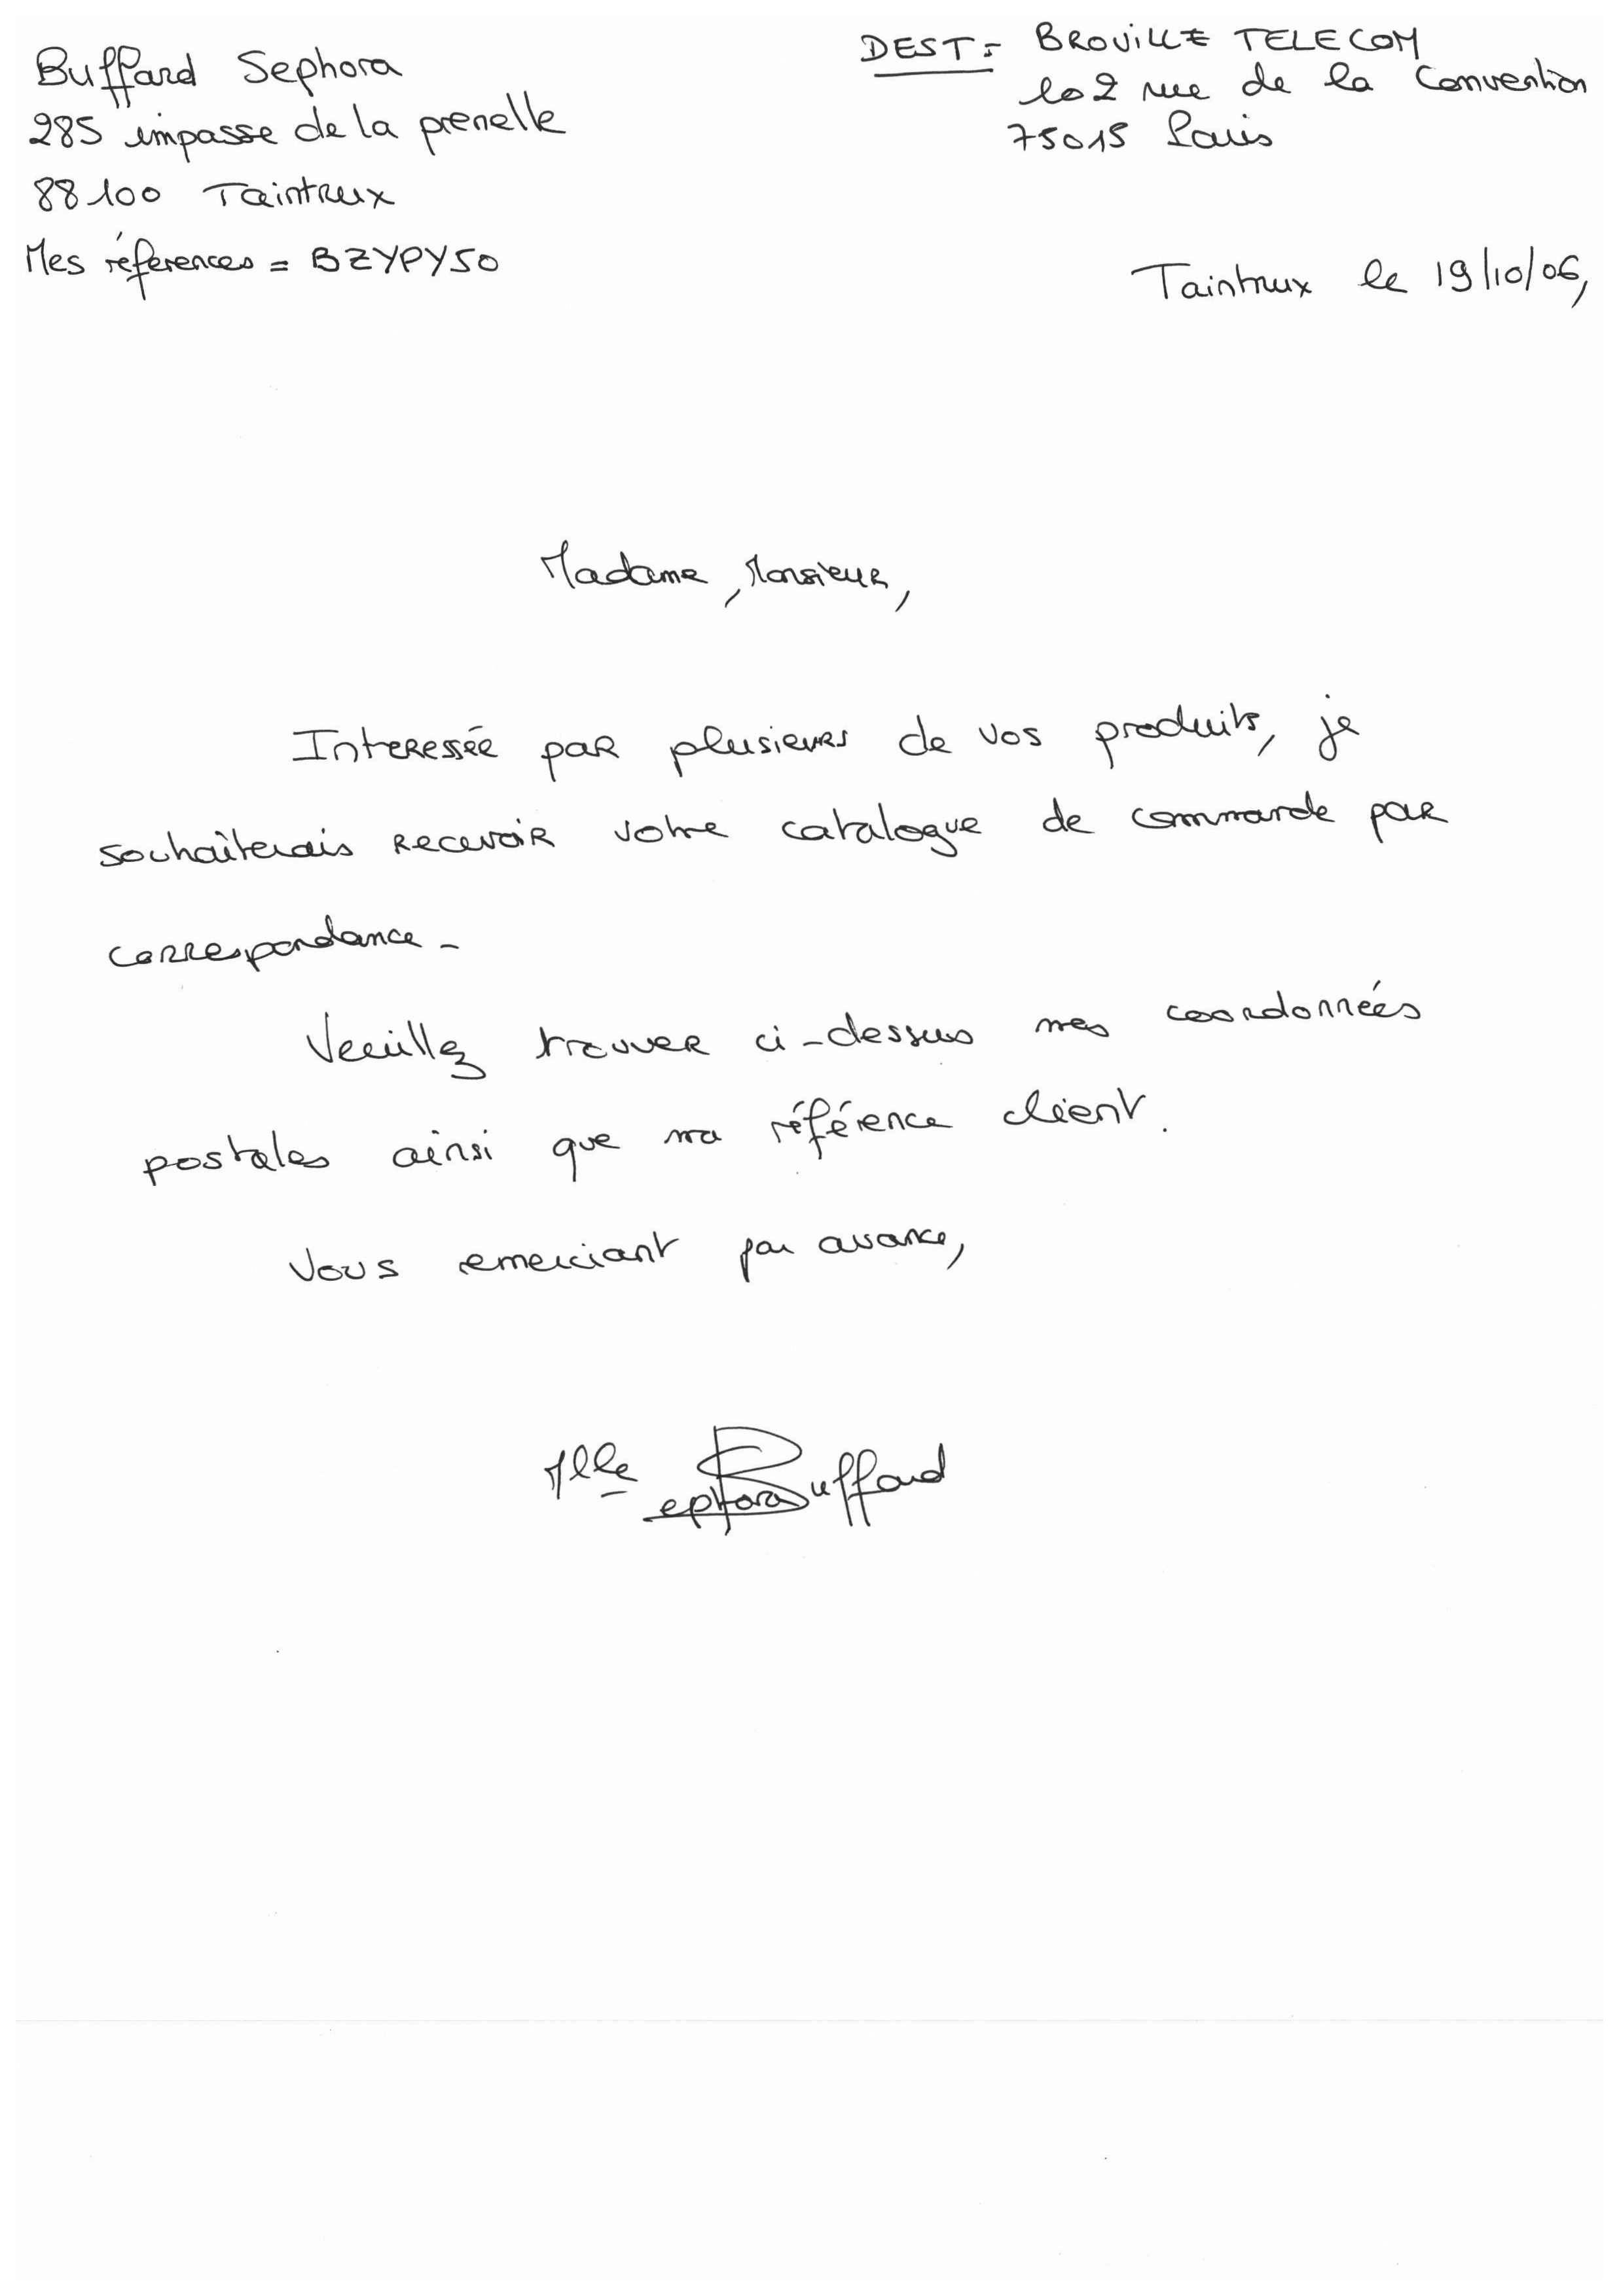 Buffard Sephora
285 impasse de la prenelle
88100 Taintrux
Mes réferences = BZYPY50
DEST = BROUILLE TELECOM
102 rue de la Convention
75015 Paris
Taintrux le 19/10/06,
Madame, Monsieur,
Interessée par plusieurs de vos produits, je
souhaiterais recevoir votre catalogue de commande par
correspondance.
Veuillez trouver ci-dessus mes coordonnées
postales ainsi que ma référence client.
Vous remerciant par avance,
Mlle Sephora Buffard